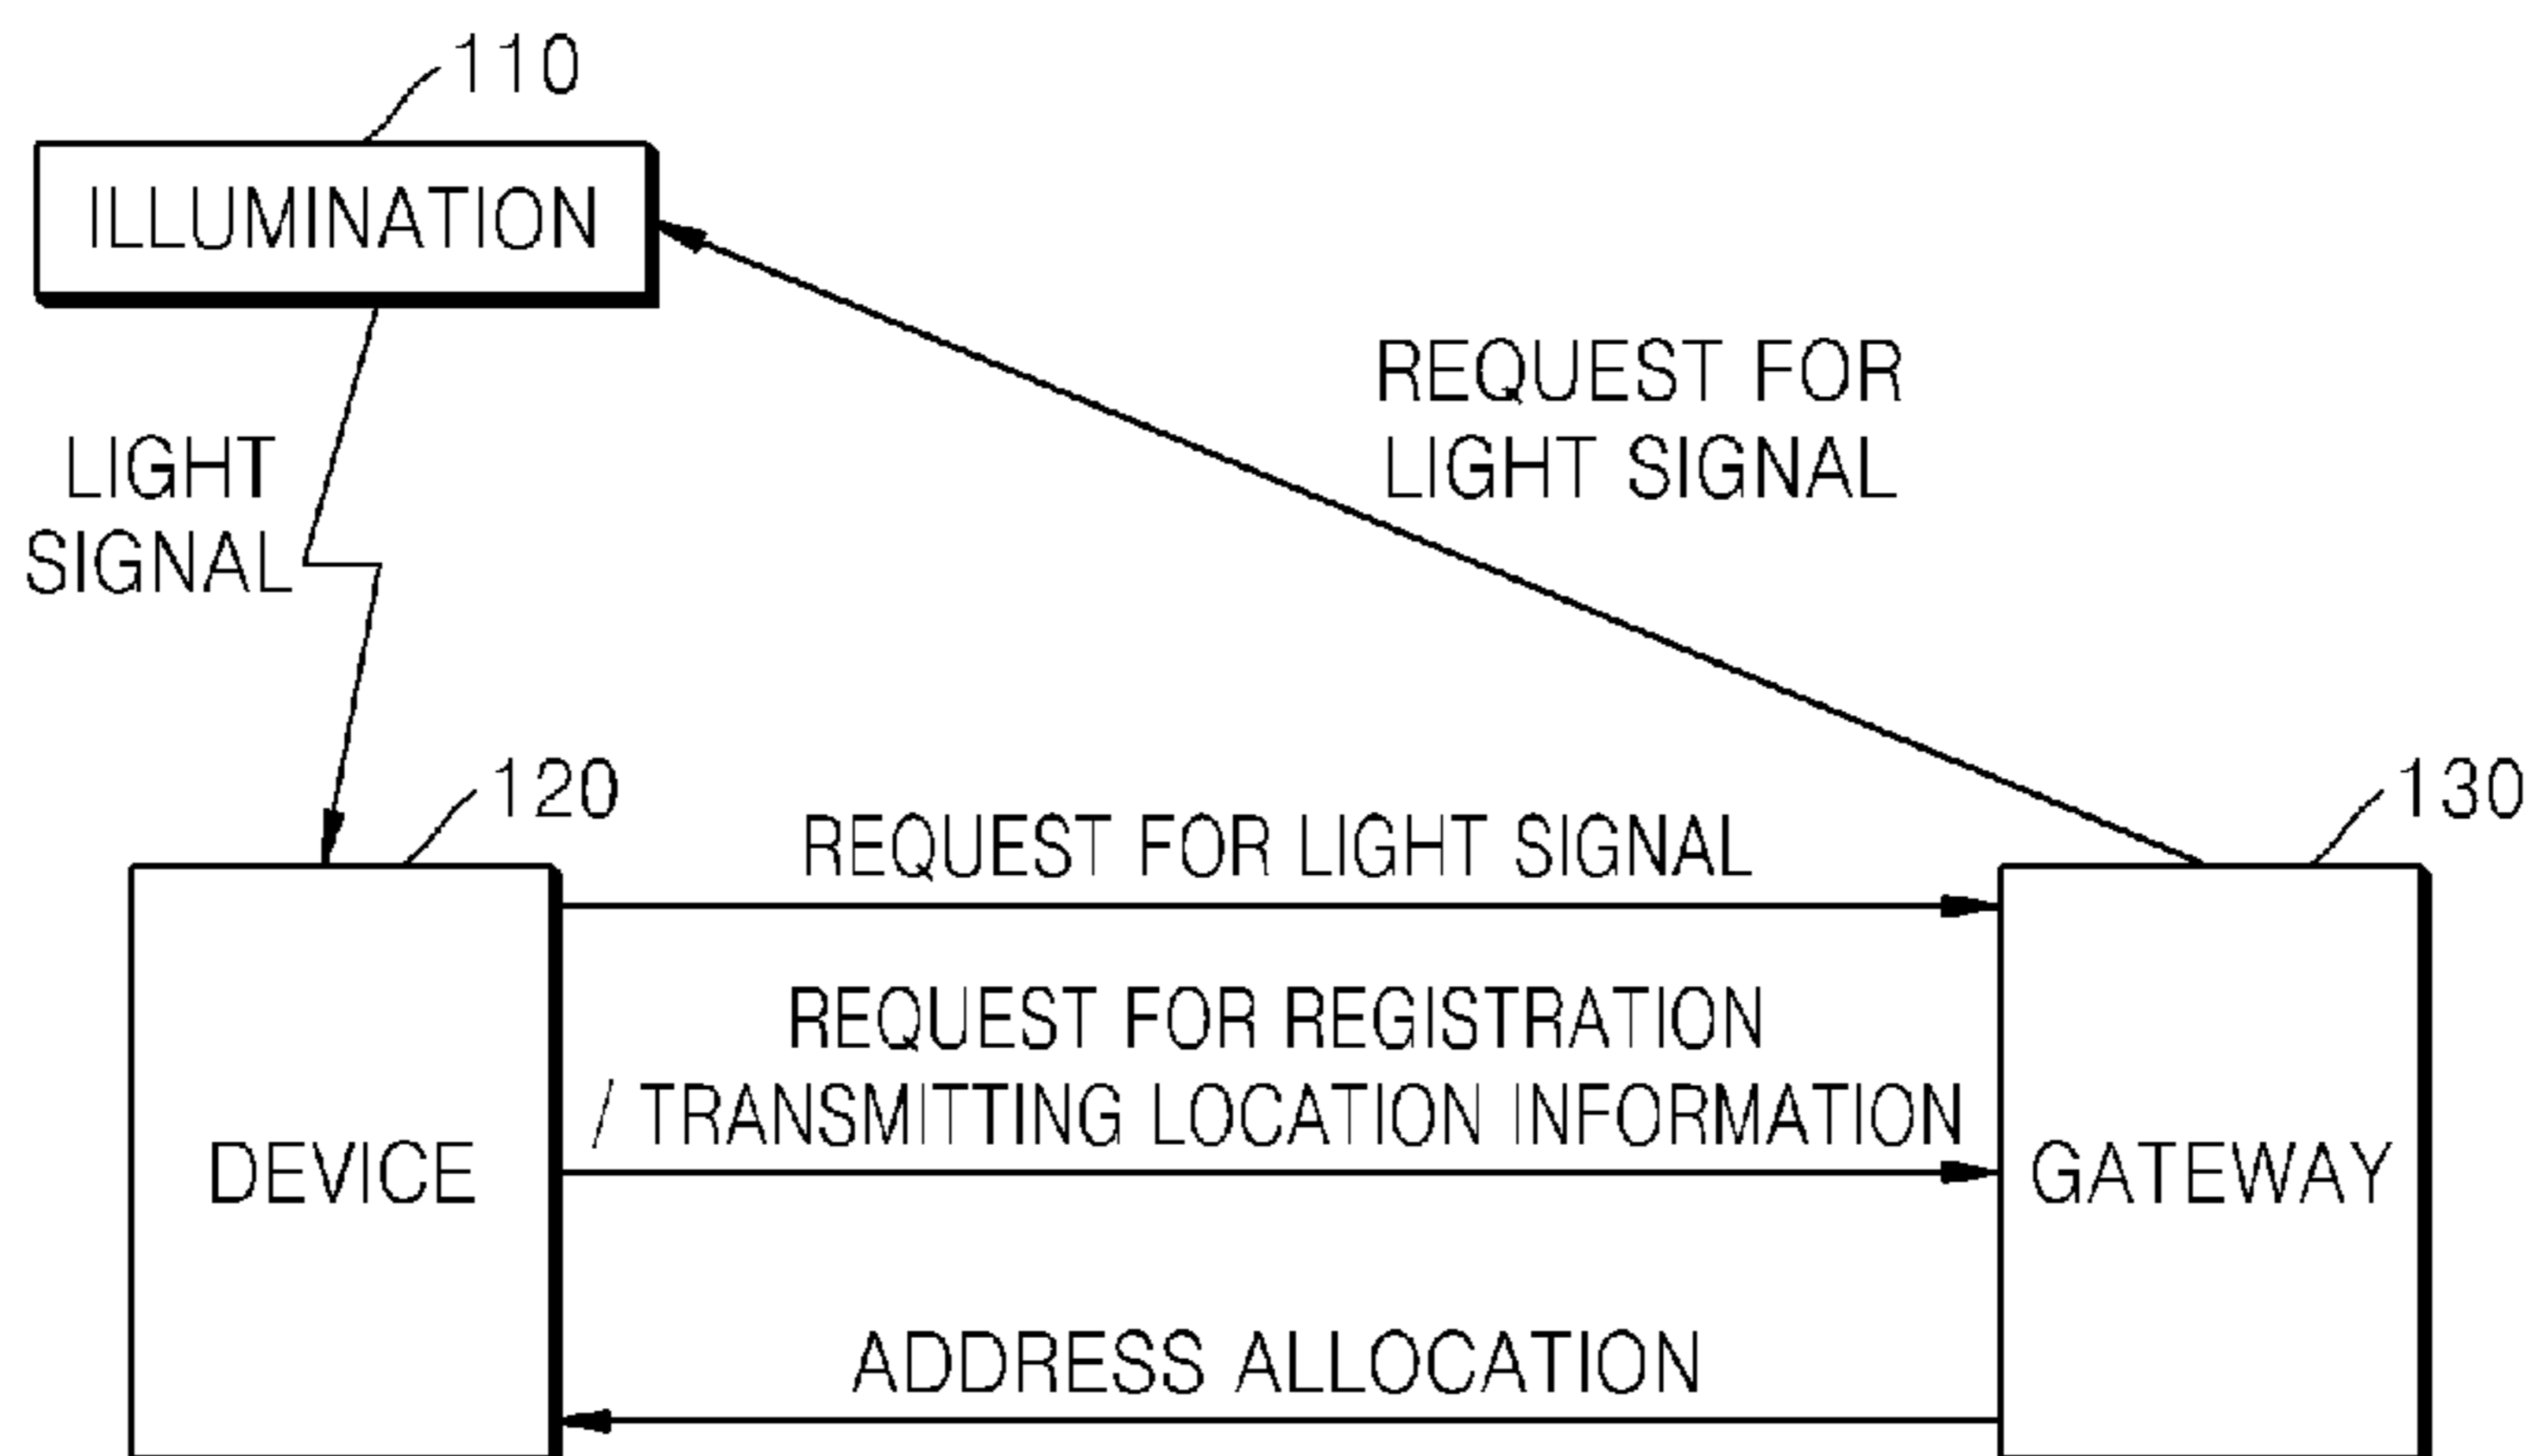 110
ILLUMINATION
REQUEST FOR
LIGHT SIGNAL
LIGHT
SIGNAL
120
130
REQUEST FOR LIGHT SIGNAL
REQUEST FOR REGISTRATION
/ TRANSMITTING LOCATION INFORMATION
DEVICE
GATEWAY
ADDRESS ALLOCATION